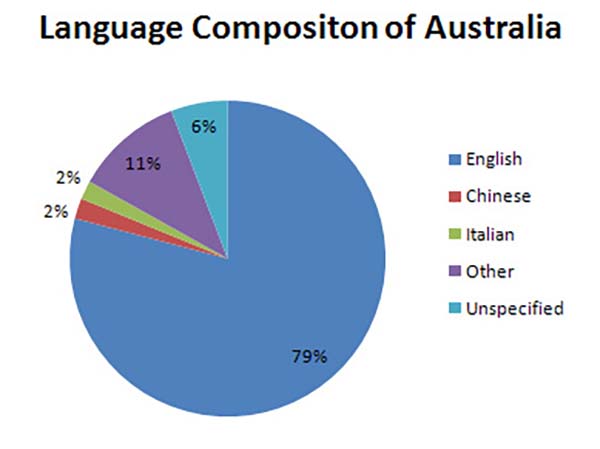 Language Compositon of Australia
6%
11%
2%
2%
79%
English
Chinese
Italian
Other
Unspecified